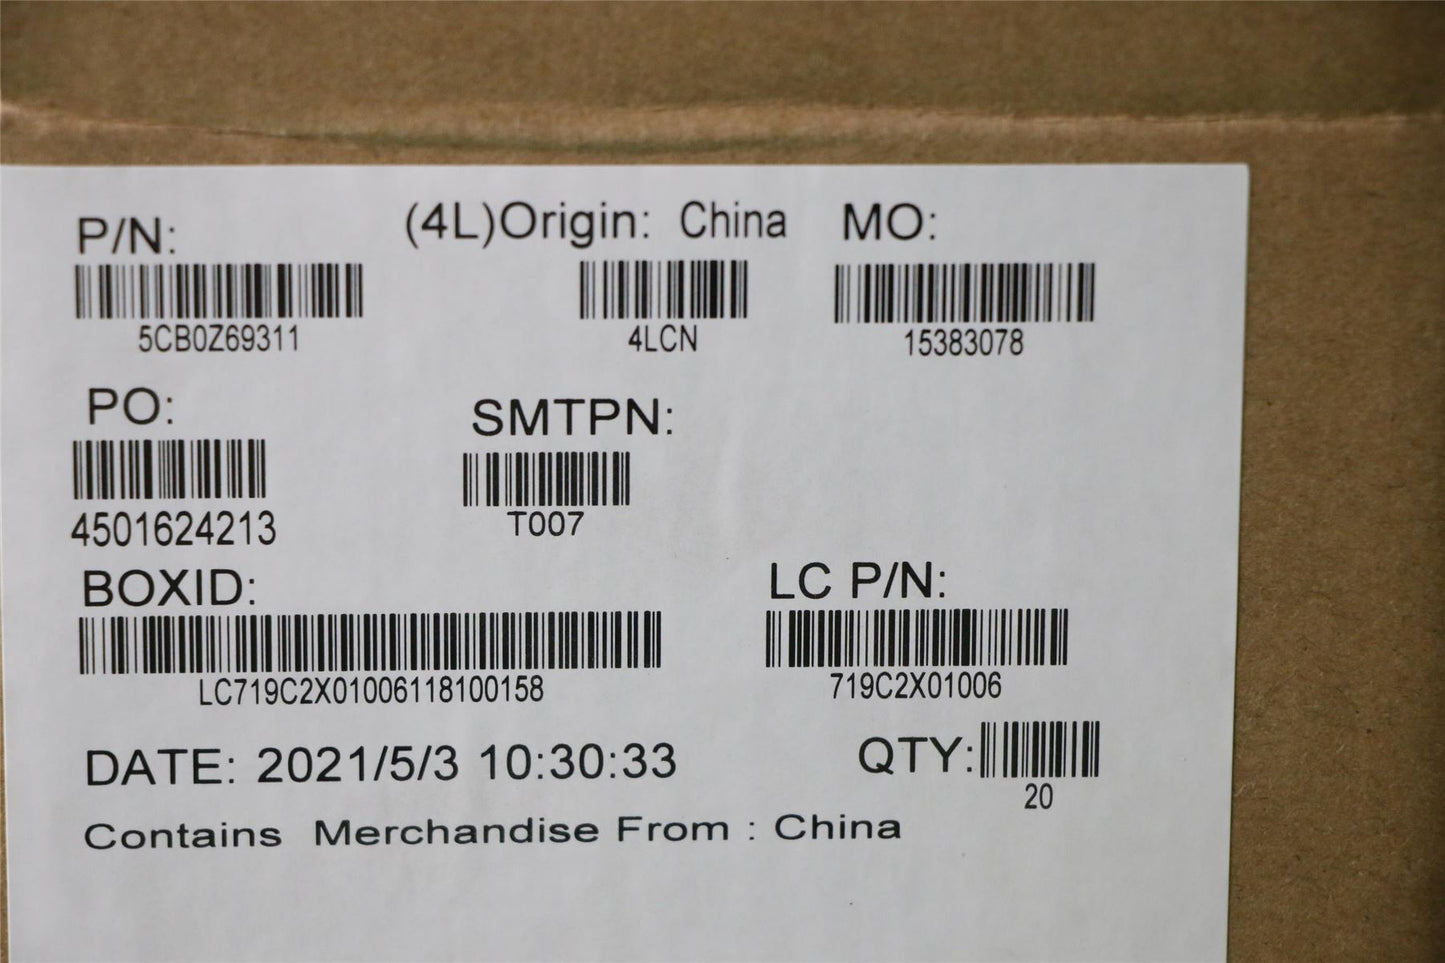 P/N: (4L)Origin: China MO:
5CB0Z69311 4LCN 15383078
PO: SMTPN:
4501624213 T007
BOXID: LC P/N:
LC719C2X01006118100158 719C2X01006
DATE: 2021/5/3 10:30:33 QTY:
20
Contains Merchandise From : China